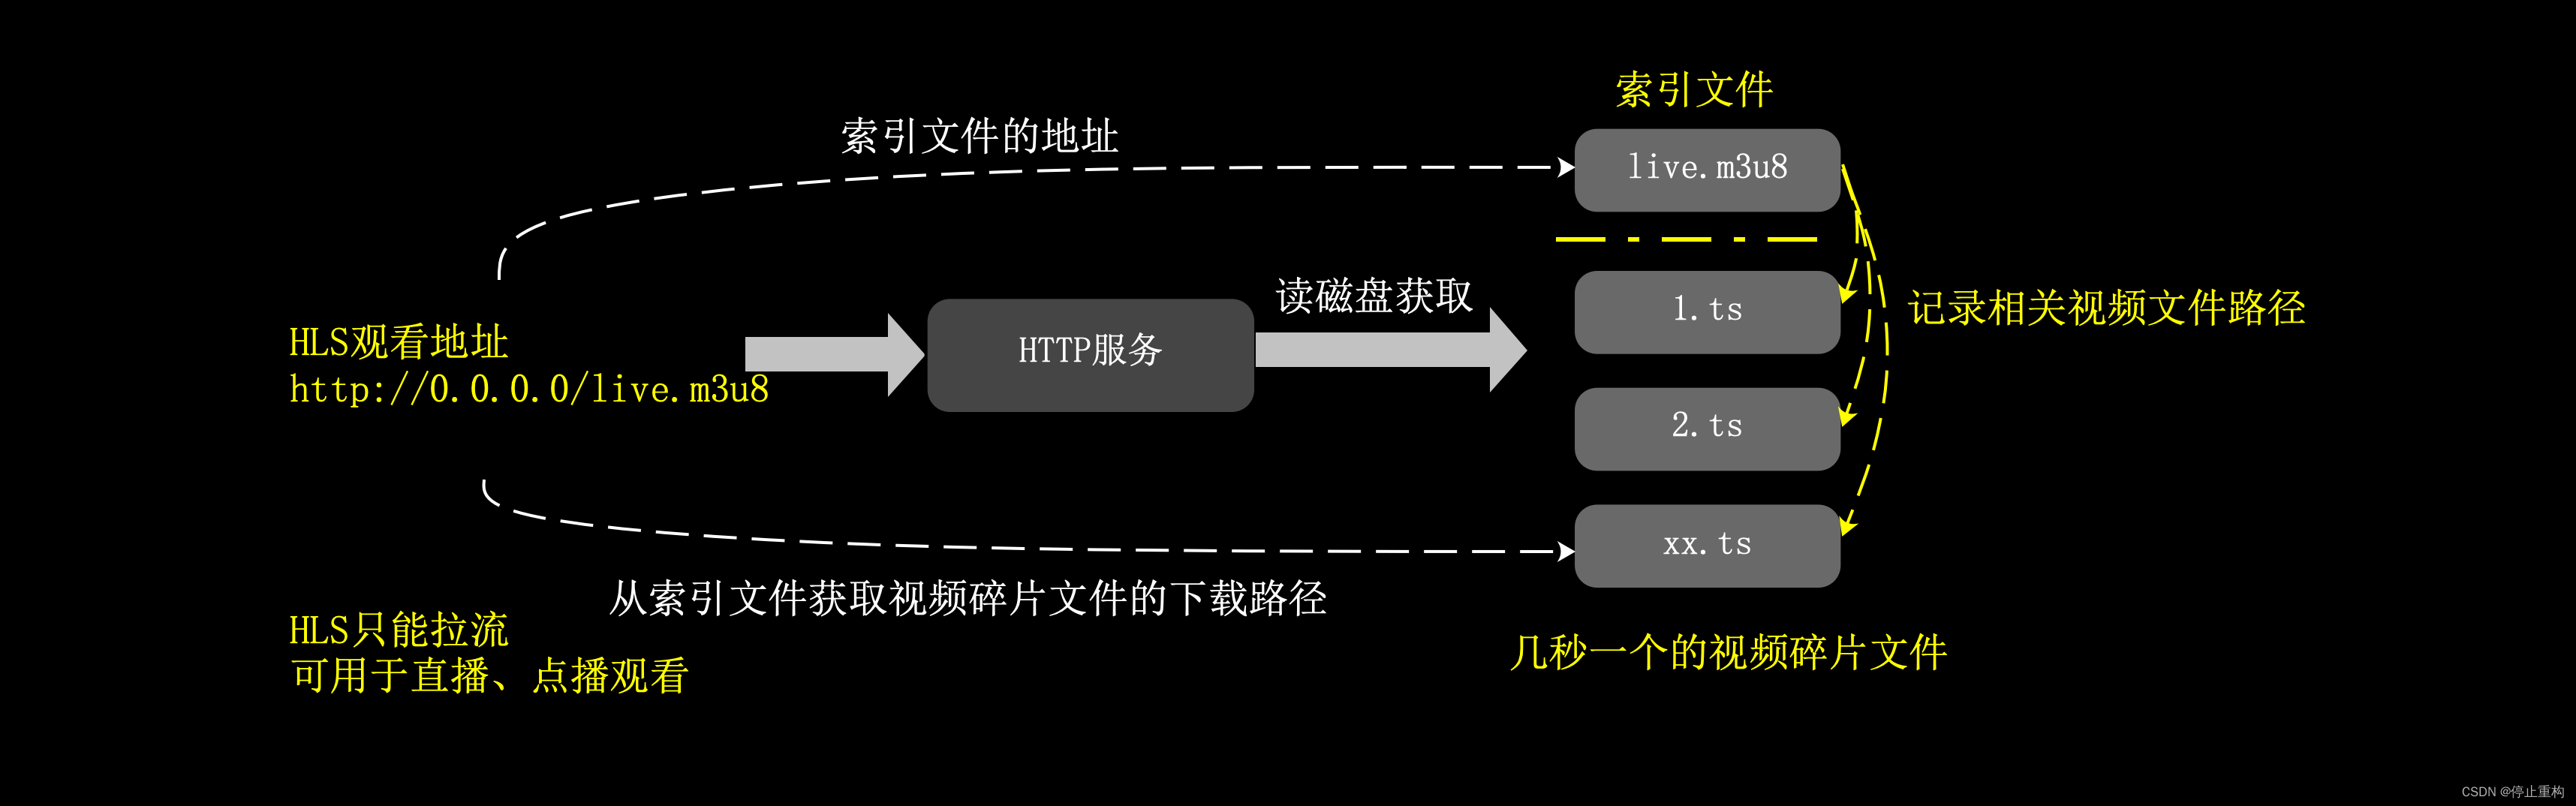 索引文件
索引文件的地址
live.m3u8
读磁盘获取
1.ts
记录相关视频文件路径
HLS观看地址
http://0.0.0.0/live.m3u8
HTTP服务
2.ts
xx.ts
从索引文件获取视频碎片文件的下载路径
HLS只能拉流
可用于直播、点播观看
几秒一个的视频碎片文件
CSDN @停止重构